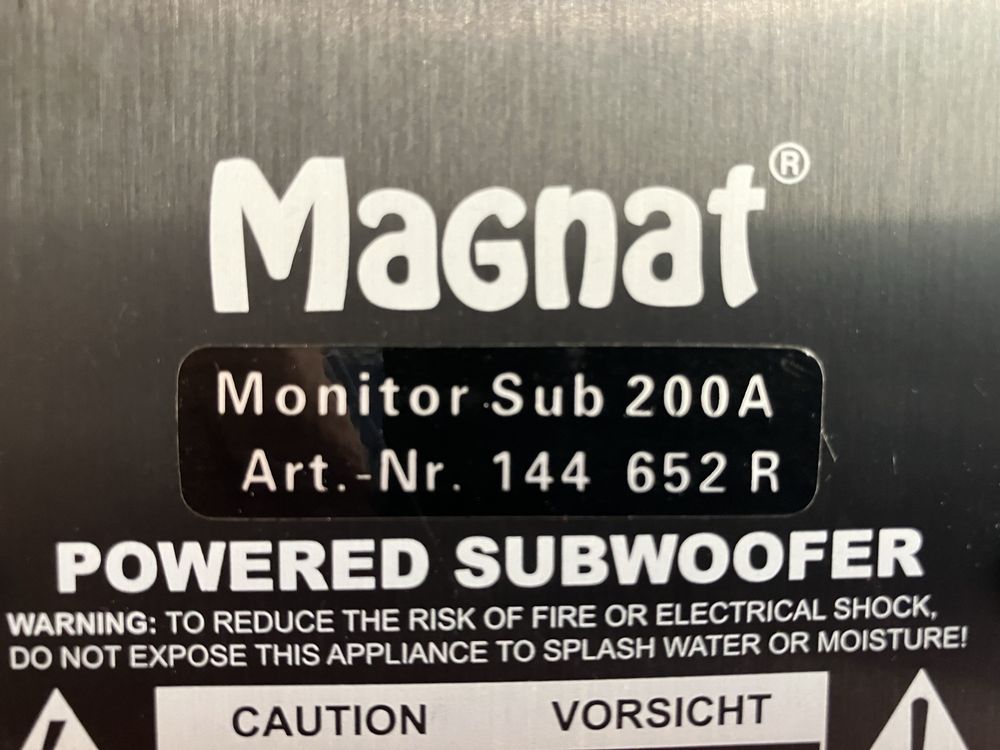 Magnat®
Monitor Sub 200A
Art.-Nr. 144 652 R
POWERED SUBWOOFER
WARNING: TO REDUCE THE RISK OF FIRE OR ELECTRICAL SHOCK,
DO NOT EXPOSE THIS APPLIANCE TO SPLASH WATER OR MOISTURE!
CAUTION VORSICHT